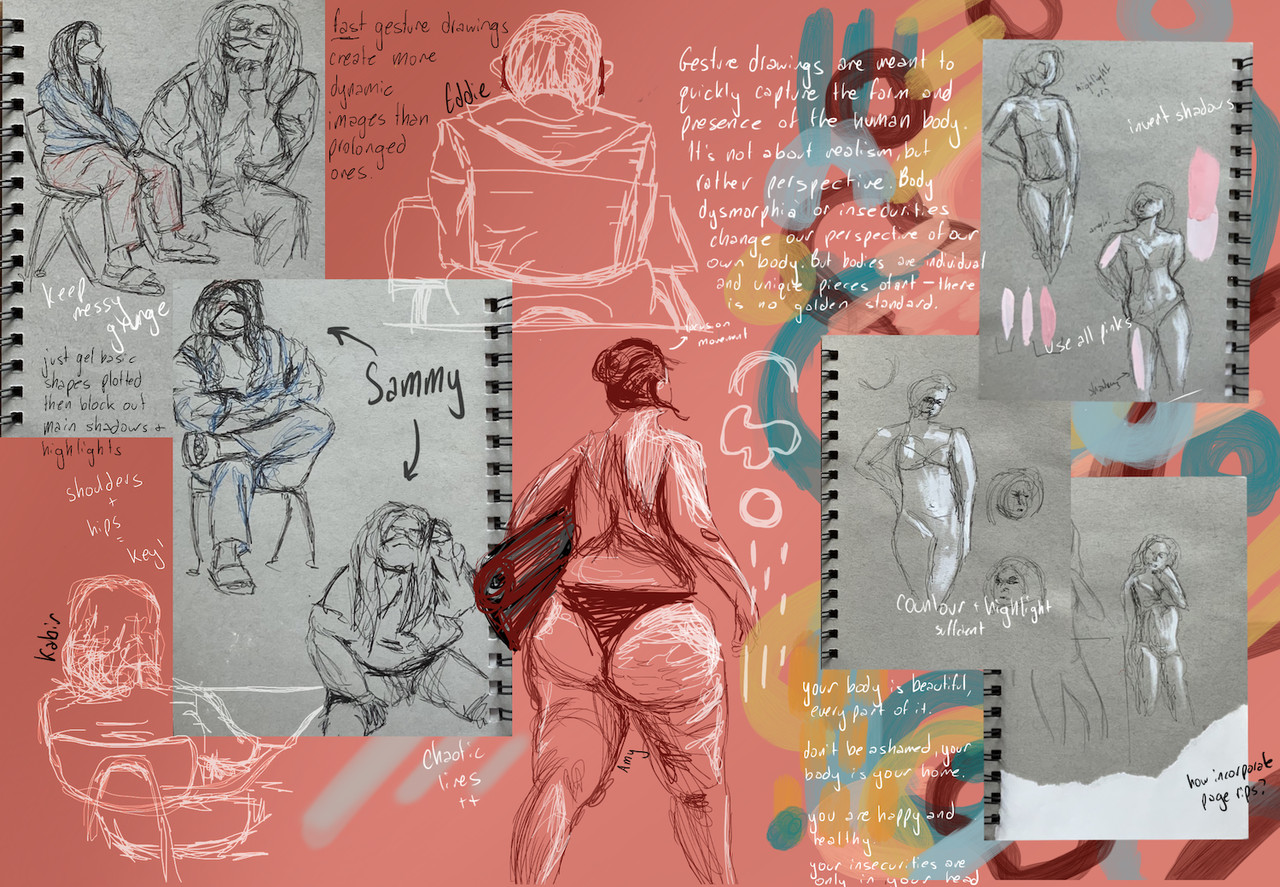 fast gesture drawings
create more
dynamic
images than
prolonged
ones.
Eddie
Gesture drawings are meant to
quickly capture the form and
presence of the human body.
It's not about realism, but
rather perspective. Body
dysmorphia or insecurities
change our perspective of our
own body. But bodies are individual
and unique pieces of art — there
is no golden standard.
highlight
invert shadows
use all pinks
shadows
keep
messy
grunge
just get basic
shapes plotted
then block out
main shadows +
highlights
Sammy
focus on
movement
shoulders
+
hips
=
key!
Kabir
contour + highlight
sufficient
chaotic
lines
++
Amy
your body is beautiful,
every part of it.
don't be ashamed, your
body is your home.
you are happy and
healthy.
your insecurities are
only in your head
how incorporate
page rips?